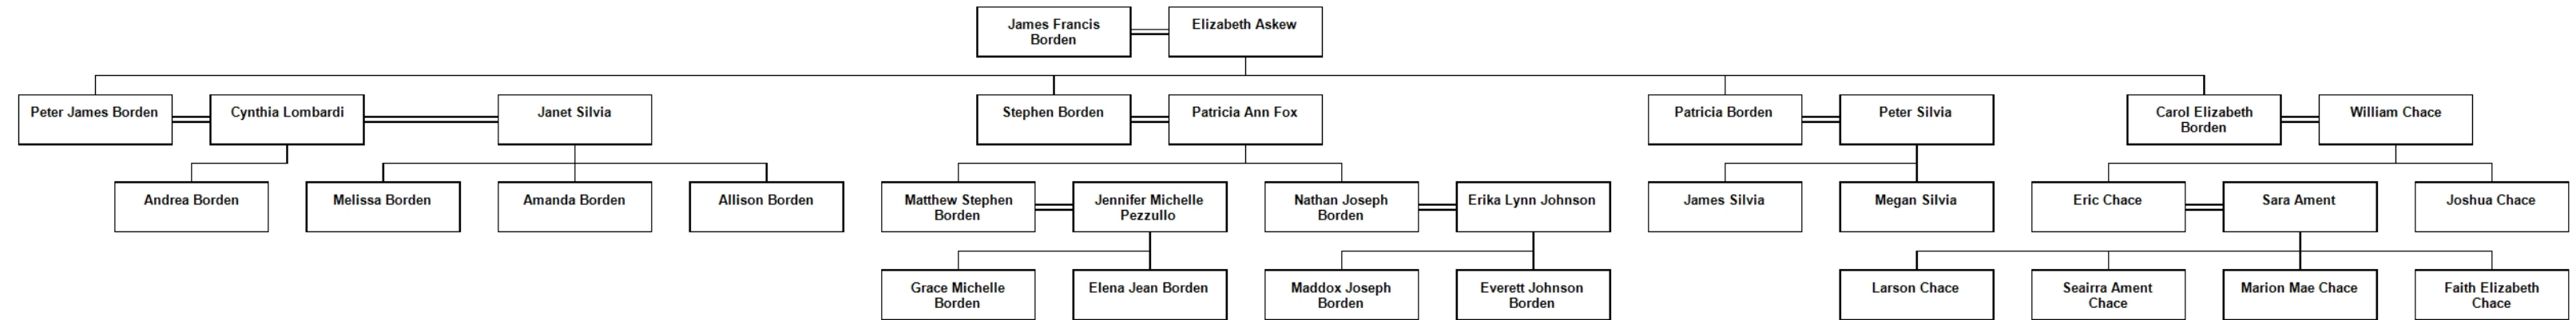 James Francis
Borden
Elizabeth Askew
Peter James Borden
Cynthia Lombardi
Janet Silvia
Stephen Borden
Patricia Ann Fox
Patricia Borden
Peter Silvia
Carol Elizabeth
Borden
William Chace
Andrea Borden
Melissa Borden
Amanda Borden
Allison Borden
Matthew Stephen
Borden
Jennifer Michelle
Pezzullo
Nathan Joseph
Borden
Erika Lynn Johnson
James Silvia
Megan Silvia
Eric Chace
Sara Ament
Joshua Chace
Grace Michelle
Borden
Elena Jean Borden
Maddox Joseph
Borden
Everett Johnson
Borden
Larson Chace
Seairra Ament
Chace
Marion Mae Chace
Faith Elizabeth
Chace